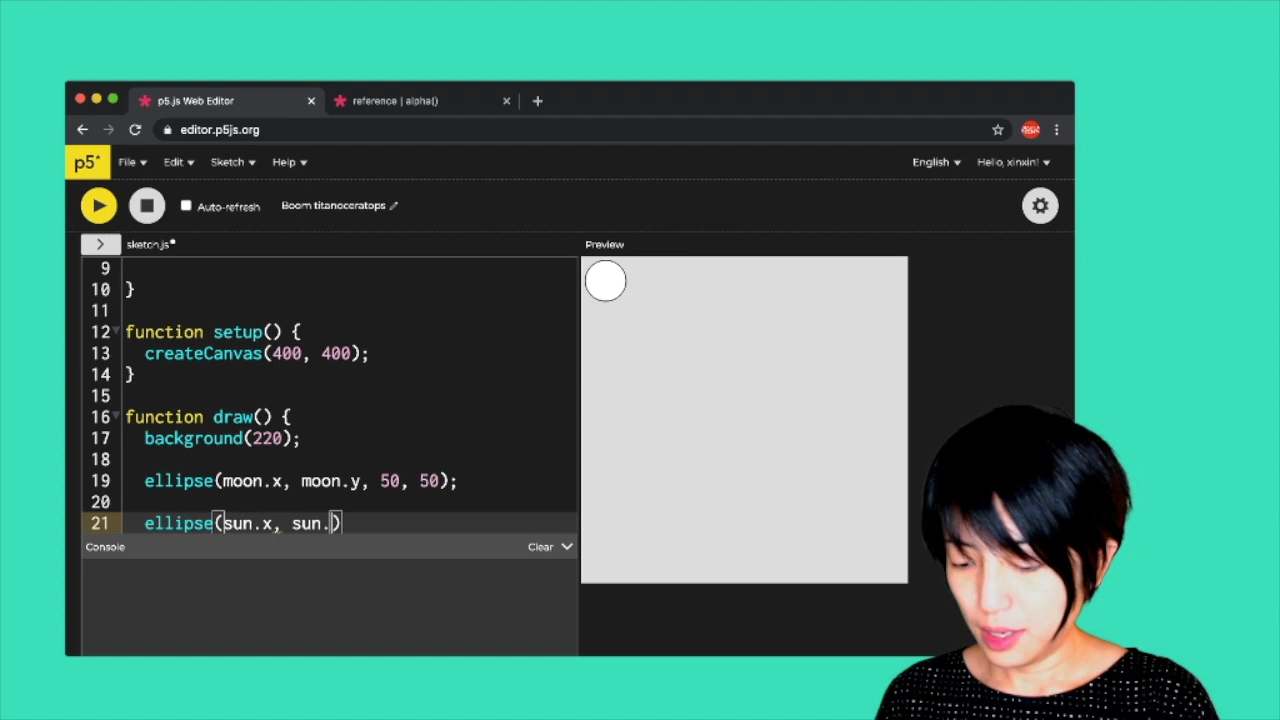 p5.js Web Editor
reference | alpha()
editor.p5js.org
p5* File Edit Sketch Help English Hello, xinxin!
Auto-refresh Boom titanoceratops
sketch.js Preview
9
10 }
11
12 function setup() {
13 createCanvas(400, 400);
14 }
15
16 function draw() {
17 background(220);
18
19 ellipse(moon.x, moon.y, 50, 50);
20
21 ellipse(sun.x, sun.)
Console Clear